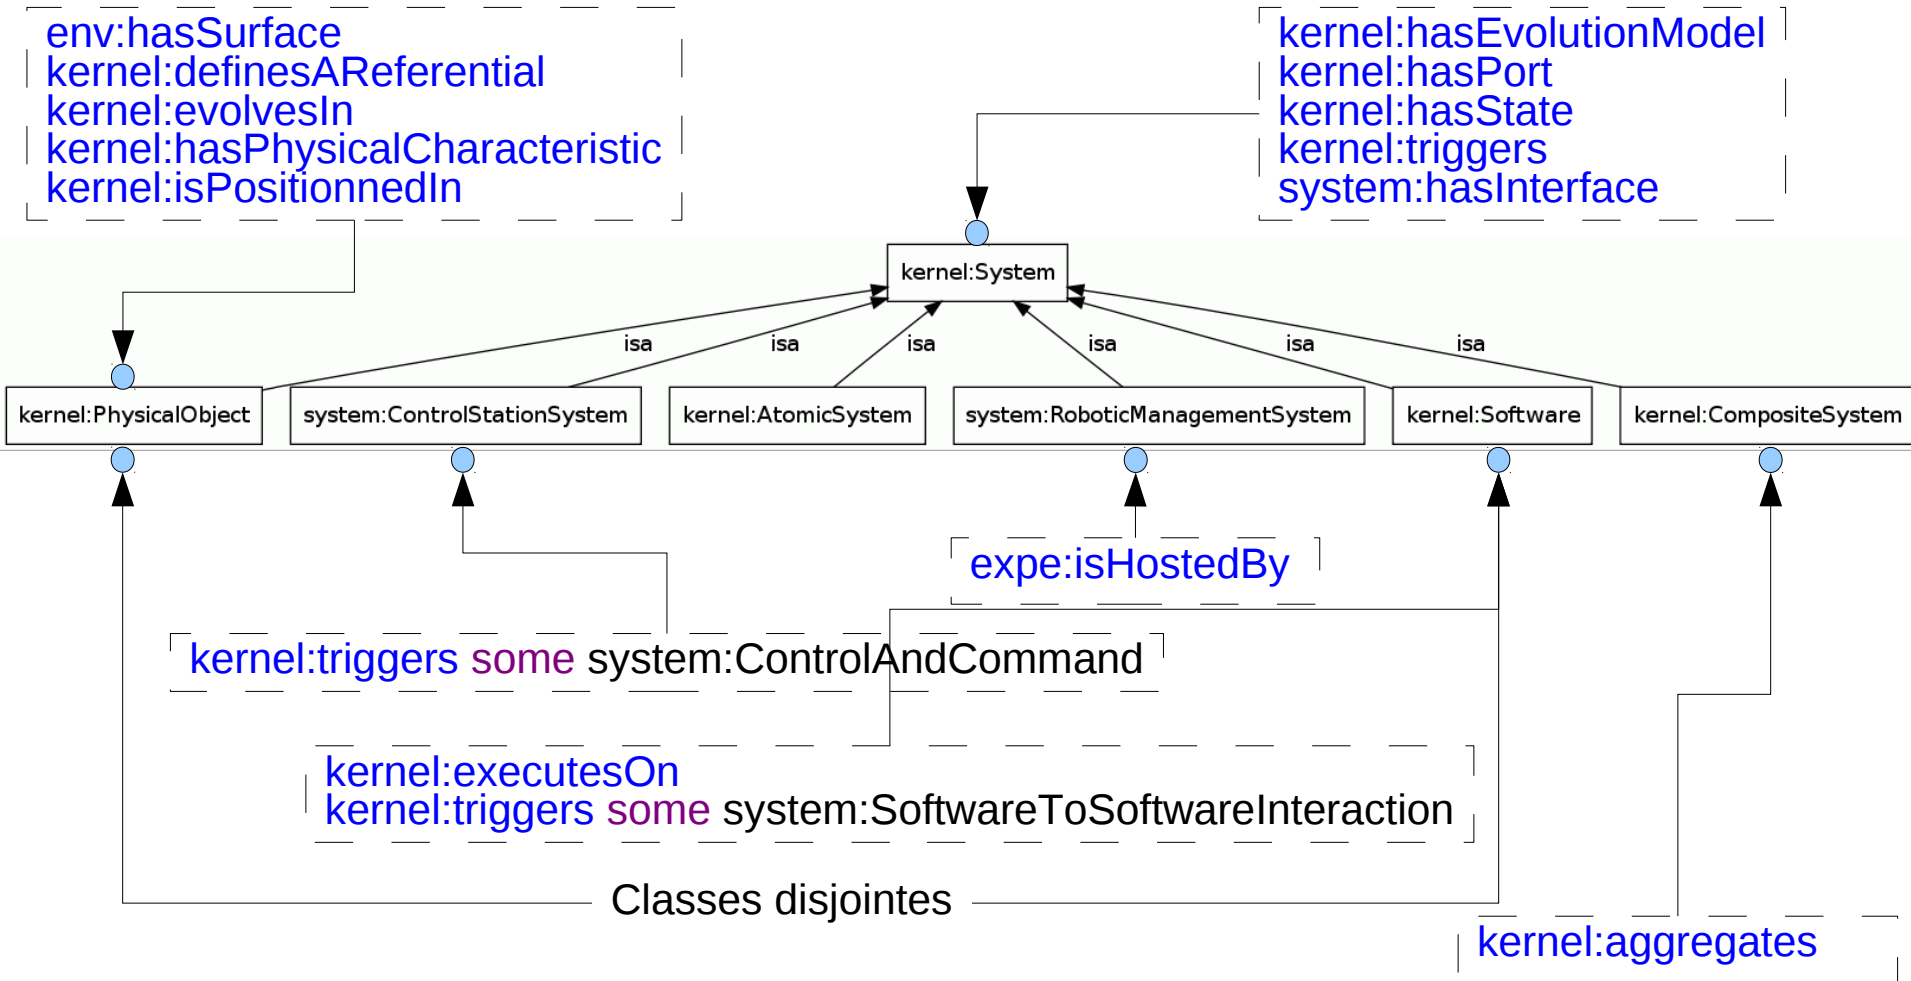 env:hasSurface
kernel:definesAReferential
kernel:evolvesIn
kernel:hasPhysicalCharacteristic
kernel:isPositionnedIn
kernel:hasEvolutionModel
kernel:hasPort
kernel:hasState
kernel:triggers
system:hasInterface
kernel:System
isa
isa
isa
isa
isa
isa
kernel:PhysicalObject
system:ControlStationSystem
kernel:AtomicSystem
system:RoboticManagementSystem
kernel:Software
kernel:CompositeSystem
expe:isHostedBy
kernel:triggers some system:ControlAndCommand
kernel:executesOn
kernel:triggers some system:SoftwareToSoftwareInteraction
Classes disjointes
kernel:aggregates